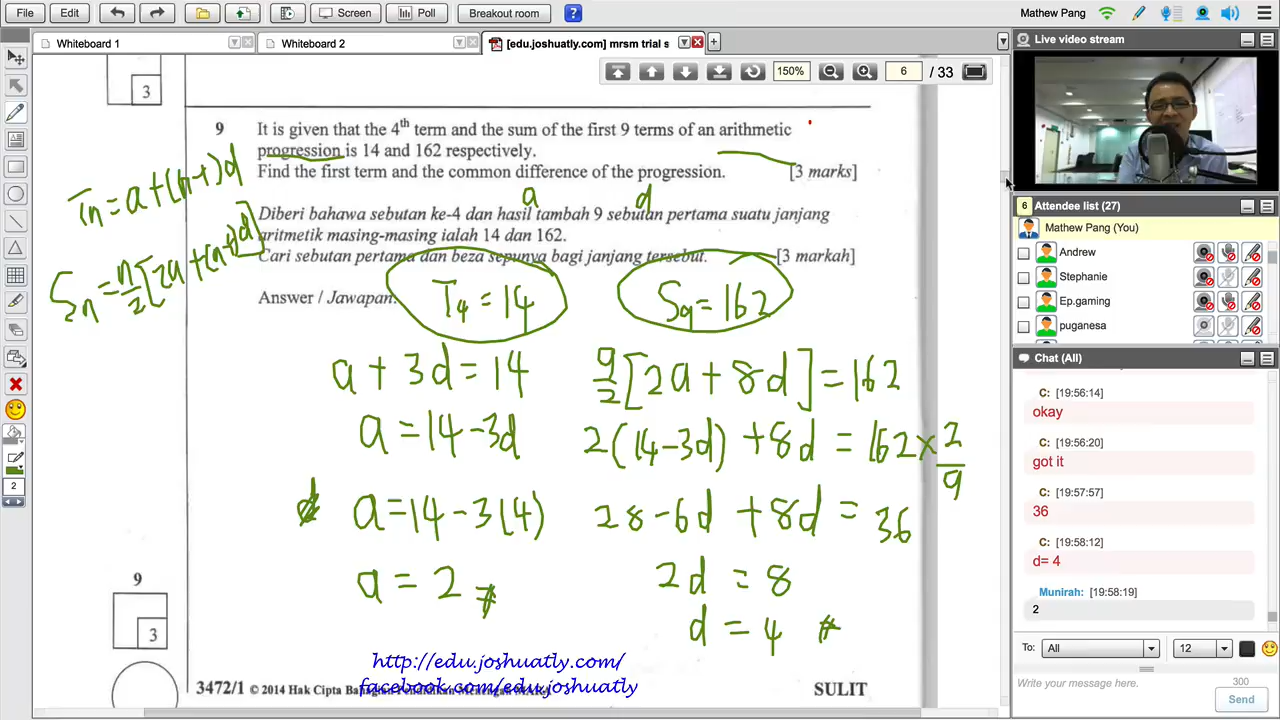 File Edit Screen Poll Breakout room ? Mathew Pang
Whiteboard 1 Whiteboard 2 [edu.joshuatly.com] mrsm trial s
150% 6 / 33
3
9 It is given that the 4th term and the sum of the first 9 terms of an arithmetic
progression is 14 and 162 respectively.
Find the first term and the common difference of the progression. [3 marks]
a d
Tn = a+(n-1)d
Diberi bahawa sebutan ke-4 dan hasil tambah 9 sebutan pertama suatu janjang
aritmetik masing-masing ialah 14 dan 162.
Cari sebutan pertama dan beza sepunya bagi janjang tersebut. [3 markah]
Sn = n/2 [2a + (n-1)d]
Answer / Jawapan:
T4 = 14 S9 = 162
a + 3d = 14 9/2 [2a + 8d] = 162
a = 14 - 3d 2(14-3d) + 8d = 162 × 2/9
a = 14 - 3(4) 28 - 6d + 8d = 36
a = 2 2d = 8
d = 4
9
3
http://edu.joshuatly.com/
facebook.com/edu.joshuatly
3472/1 © 2014 Hak Cipta SULIT
Live video stream
6 Attendee list (27)
Mathew Pang (You)
Andrew
Stephanie
Ep.gaming
puganesa
Chat (All)
C: [19:56:14]
okay
C: [19:56:20]
got it
C: [19:57:57]
36
C: [19:58:12]
d= 4
Munirah: [19:58:19]
2
To: All 12
Write your message here... 300
Send
2